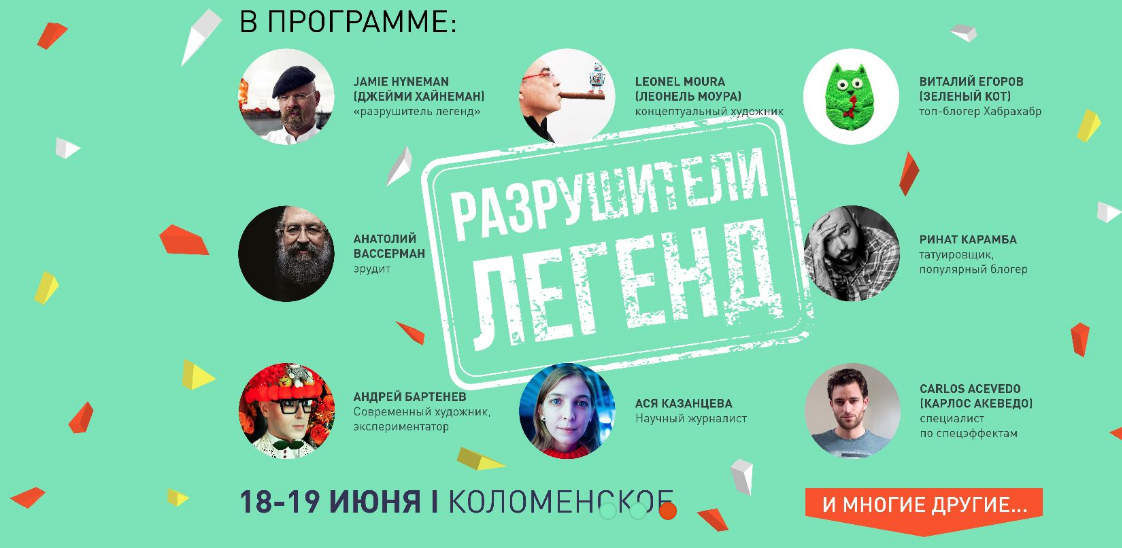 В ПРОГРАММЕ:
JAMIE HYNEMAN
(ДЖЕЙМИ ХАЙНЕМАН)
«разрушитель легенд»
LEONEL MOURA
(ЛЕОНЕЛЬ МОУРА)
концептуальный художник
ВИТАЛИЙ ЕГОРОВ
(ЗЕЛЕНЫЙ КОТ)
топ-блогер Хабрахабр
РАЗРУШИТЕЛИ
ЛЕГЕНД
АНАТОЛИЙ
ВАССЕРМАН
эрудит
РИНАТ КАРАМБА
татуировщик,
популярный блогер
АНДРЕЙ БАРТЕНЕВ
Современный художник,
экспериментатор
АСЯ КАЗАНЦЕВА
Научный журналист
CARLOS ACEVEDO
(КАРЛОС АКЕВЕДО)
специалист
по спецэффектам
18-19 ИЮНЯ I КОЛОМЕНСКОЕ
И МНОГИЕ ДРУГИЕ...